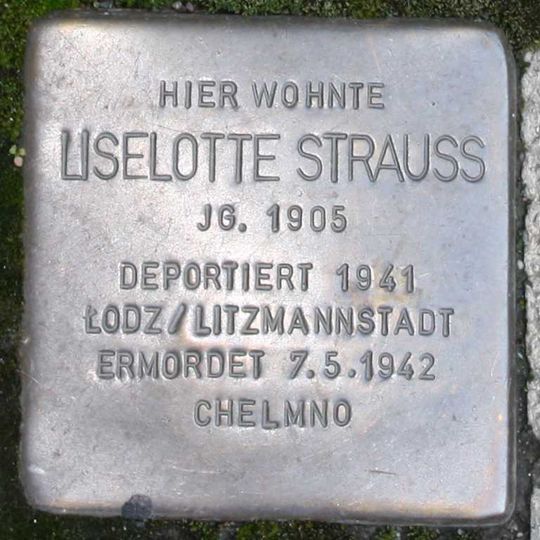 HIER WOHNTE
LISELOTTE STRAUSS
JG. 1905
DEPORTIERT 1941
ŁODZ/LITZMANNSTADT
ERMORDET 7.5.1942
CHELMNO